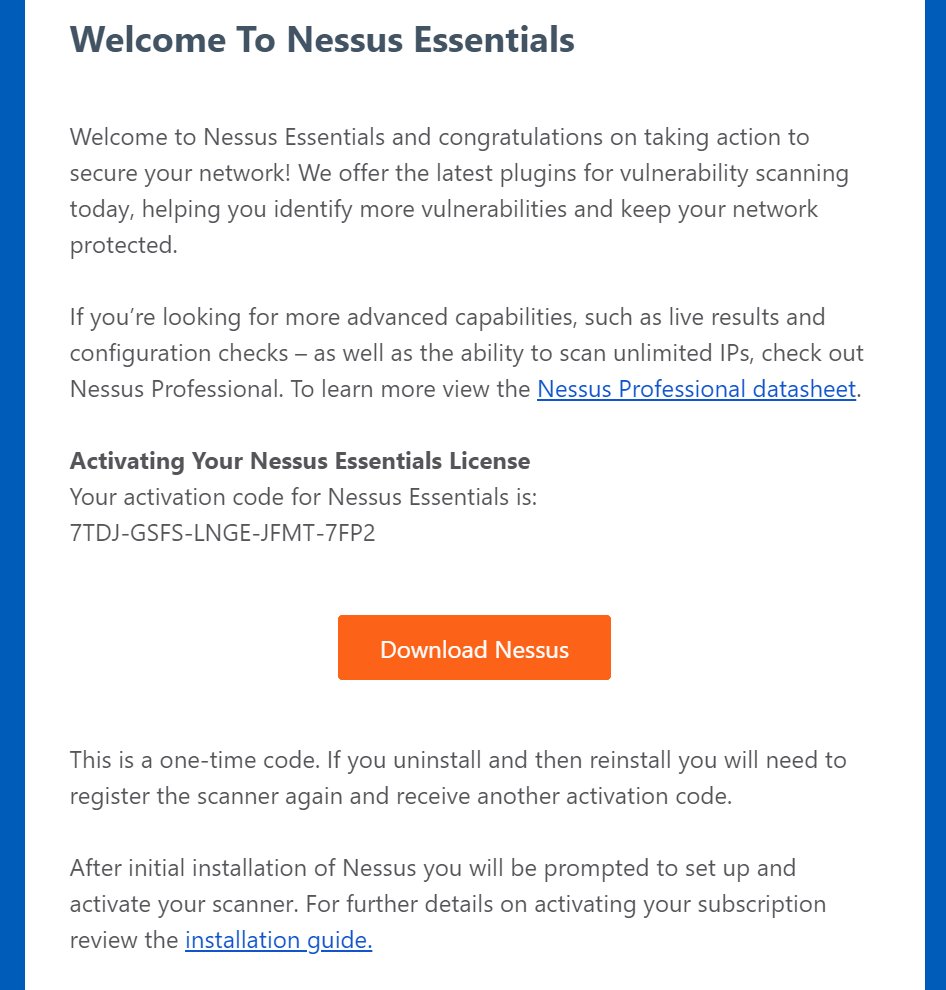 Welcome To Nessus Essentials
Welcome to Nessus Essentials and congratulations on taking action to
secure your network! We offer the latest plugins for vulnerability scanning
today, helping you identify more vulnerabilities and keep your network
protected.
If you’re looking for more advanced capabilities, such as live results and
configuration checks – as well as the ability to scan unlimited IPs, check out
Nessus Professional. To learn more view the Nessus Professional datasheet.
Activating Your Nessus Essentials License
Your activation code for Nessus Essentials is:
7TDJ-GSFS-LNGE-JFMT-7FP2
Download Nessus
This is a one-time code. If you uninstall and then reinstall you will need to
register the scanner again and receive another activation code.
After initial installation of Nessus you will be prompted to set up and
activate your scanner. For further details on activating your subscription
review the installation guide.